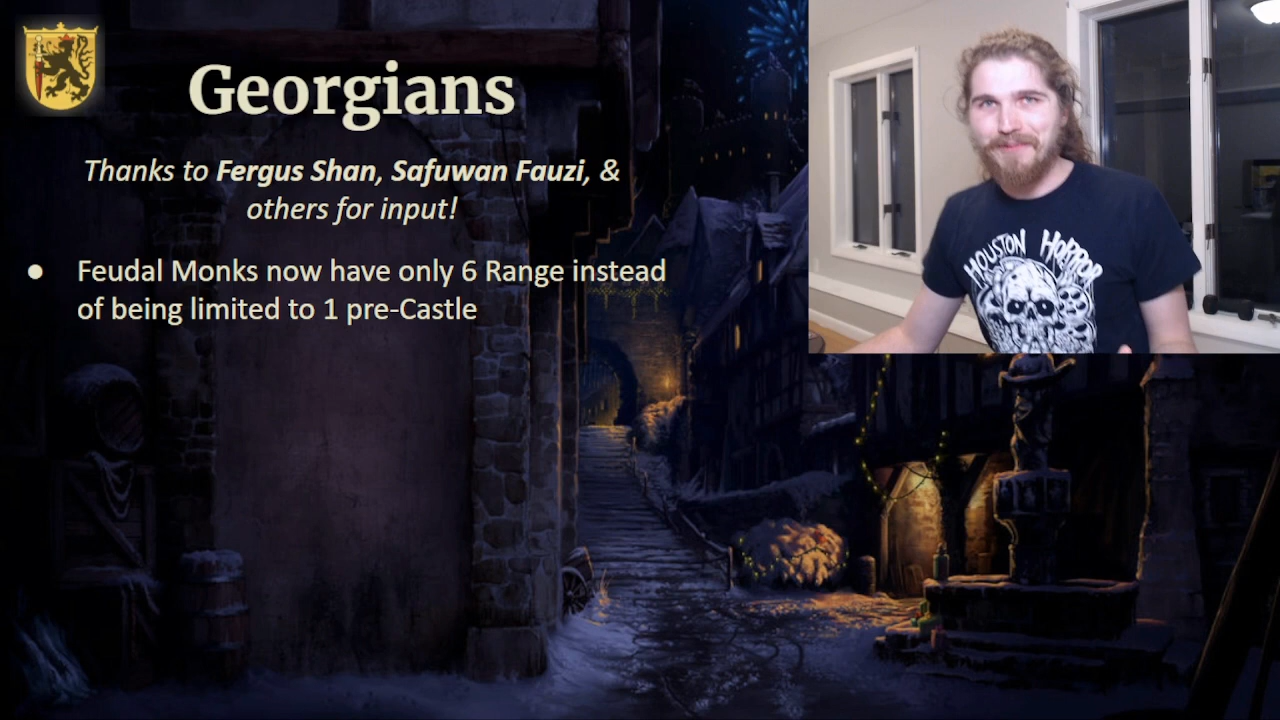 Georgians
Thanks to Fergus Shan, Safuwan Fauzi, &
others for input!
● Feudal Monks now have only 6 Range instead
of being limited to 1 pre-Castle
HOUSTON HORROR